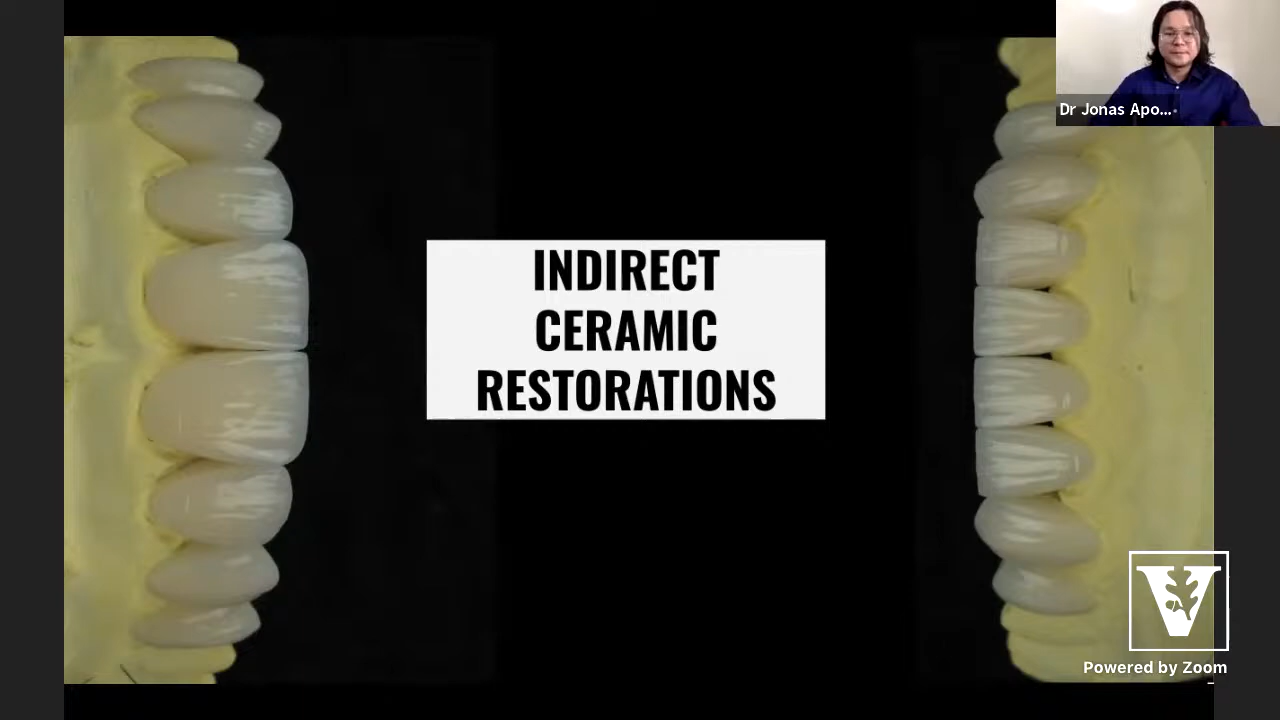 Dr Jonas Apo...
INDIRECT
CERAMIC
RESTORATIONS
V
Powered by Zoom